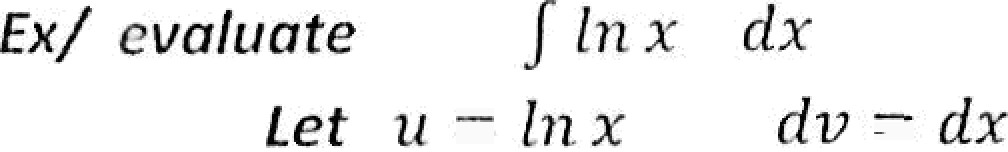 Ex/ evaluate ∫ ln x dx
Let u = ln x dv = dx